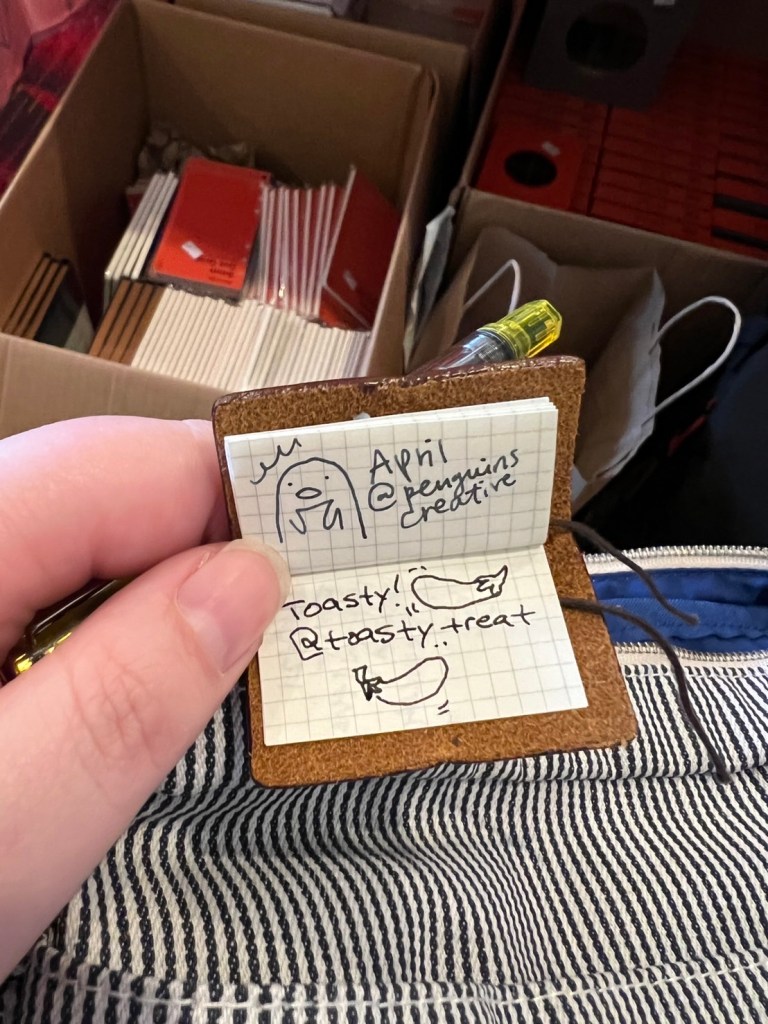 April
@penguins
creative
Toasty!
@toasty..treat